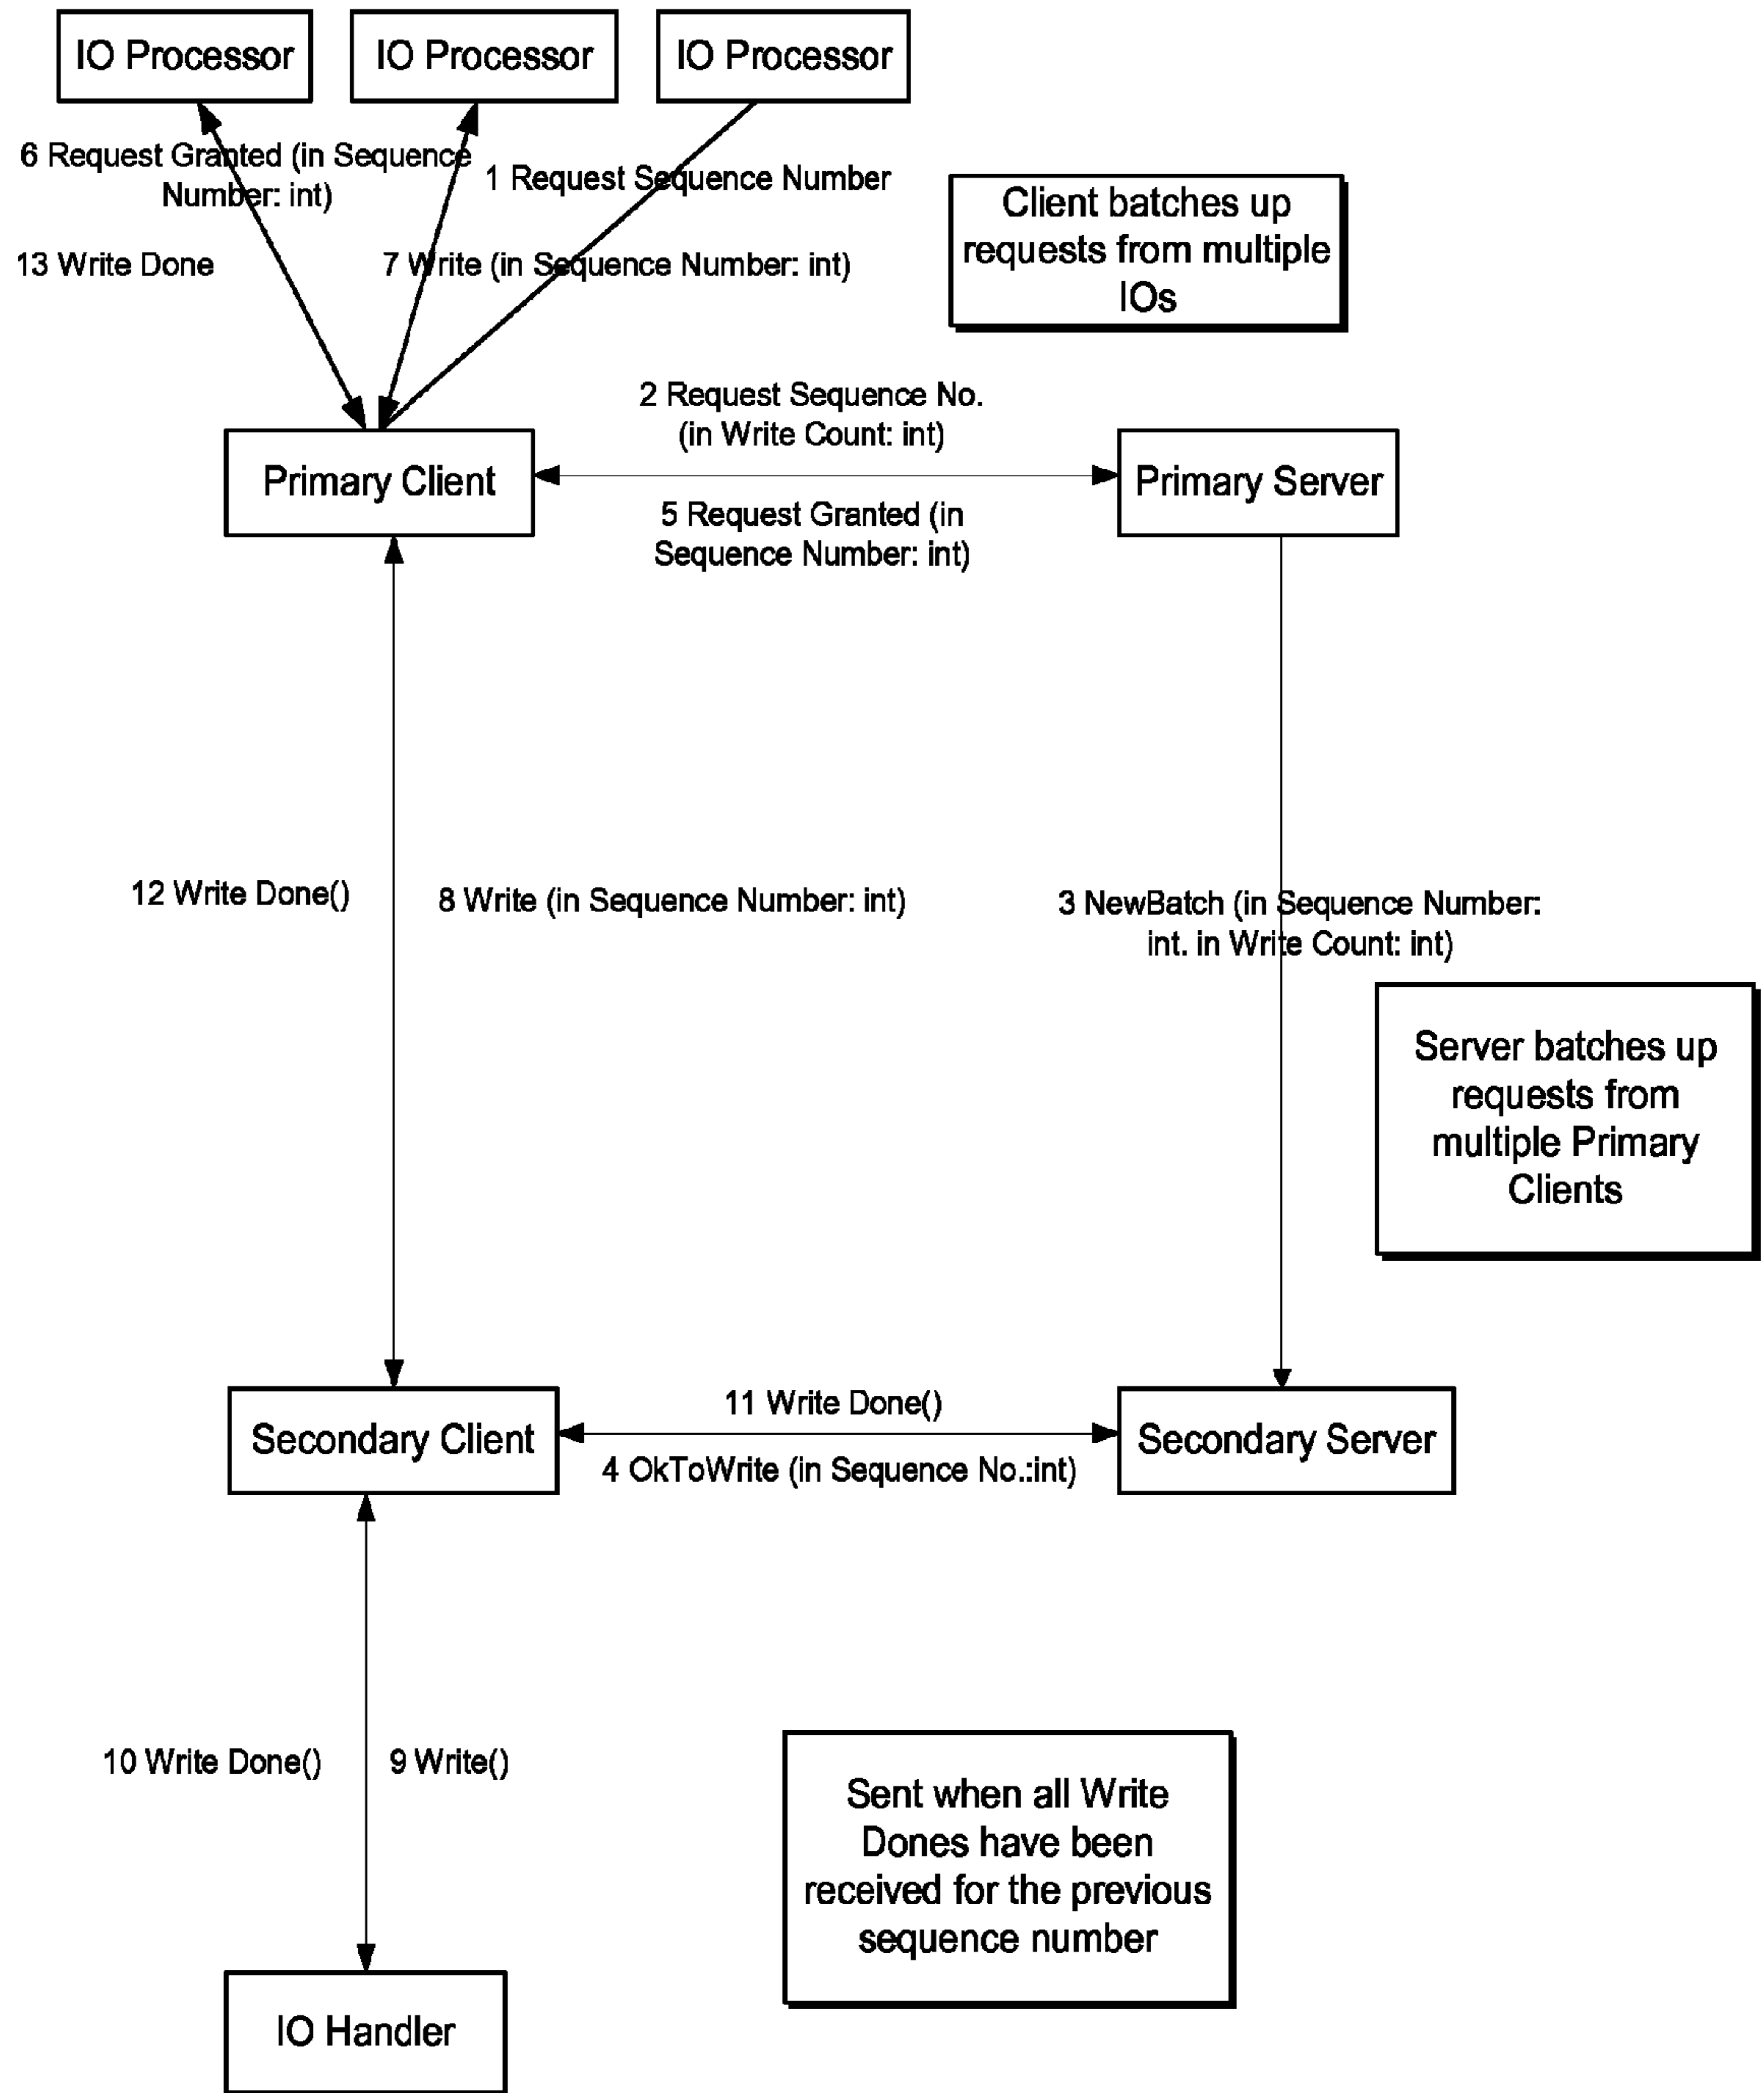 IO Processor
IO Processor
IO Processor
6 Request Granted (in Sequence
Number: int)
1 Request Sequence Number
13 Write Done
7 Write (in Sequence Number: int)
Client batches up
requests from multiple
IOs
2 Request Sequence No.
(in Write Count: int)
Primary Client
Primary Server
5 Request Granted (in
Sequence Number: int)
12 Write Done()
8 Write (in Sequence Number: int)
3 NewBatch (in Sequence Number:
int. in Write Count: int)
Server batches up
requests from
multiple Primary
Clients
11 Write Done()
Secondary Client
Secondary Server
4 OkToWrite (in Sequence No.:int)
10 Write Done()
9 Write()
Sent when all Write
Dones have been
received for the previous
sequence number
IO Handler